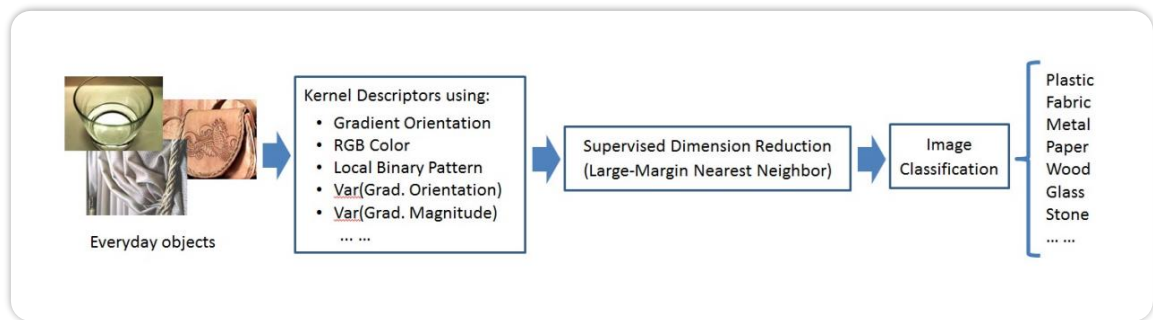 Everyday objects
Kernel Descriptors using:
• Gradient Orientation
• RGB Color
• Local Binary Pattern
• Var(Grad. Orientation)
• Var(Grad. Magnitude)
... ...
Supervised Dimension Reduction
(Large-Margin Nearest Neighbor)
Image
Classification
Plastic
Fabric
Metal
Paper
Wood
Glass
Stone
... ...